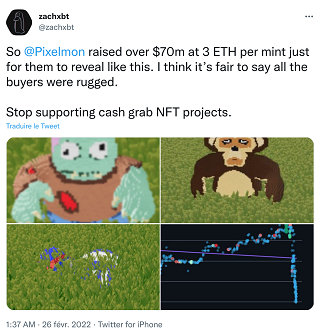 zachxbt
@zachxbt
So @Pixelmon raised over $70m at 3 ETH per mint just
for them to reveal like this. I think it's fair to say all the
buyers were rugged.
Stop supporting cash grab NFT projects.
Traduire le Tweet
1:37 AM · 26 févr. 2022 · Twitter for iPhone